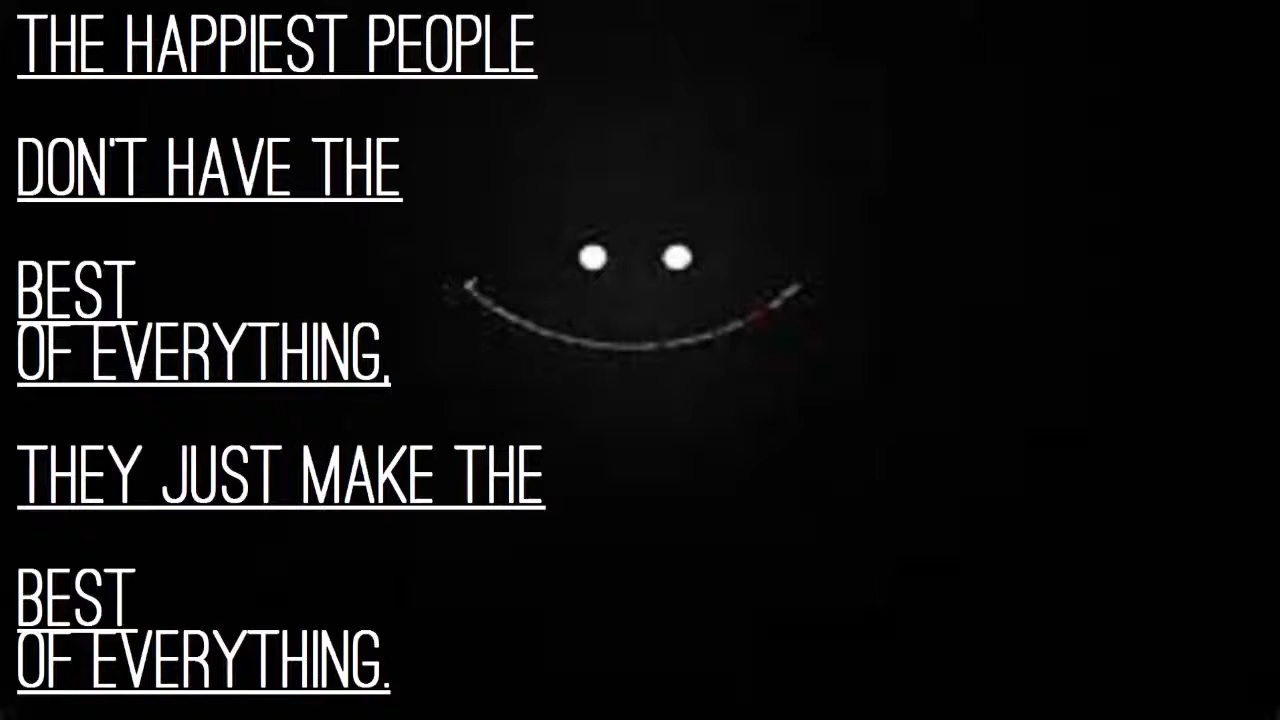 THE HAPPIEST PEOPLE
DON'T HAVE THE
BEST
OF EVERYTHING,
THEY JUST MAKE THE
BEST
OF EVERYTHING.